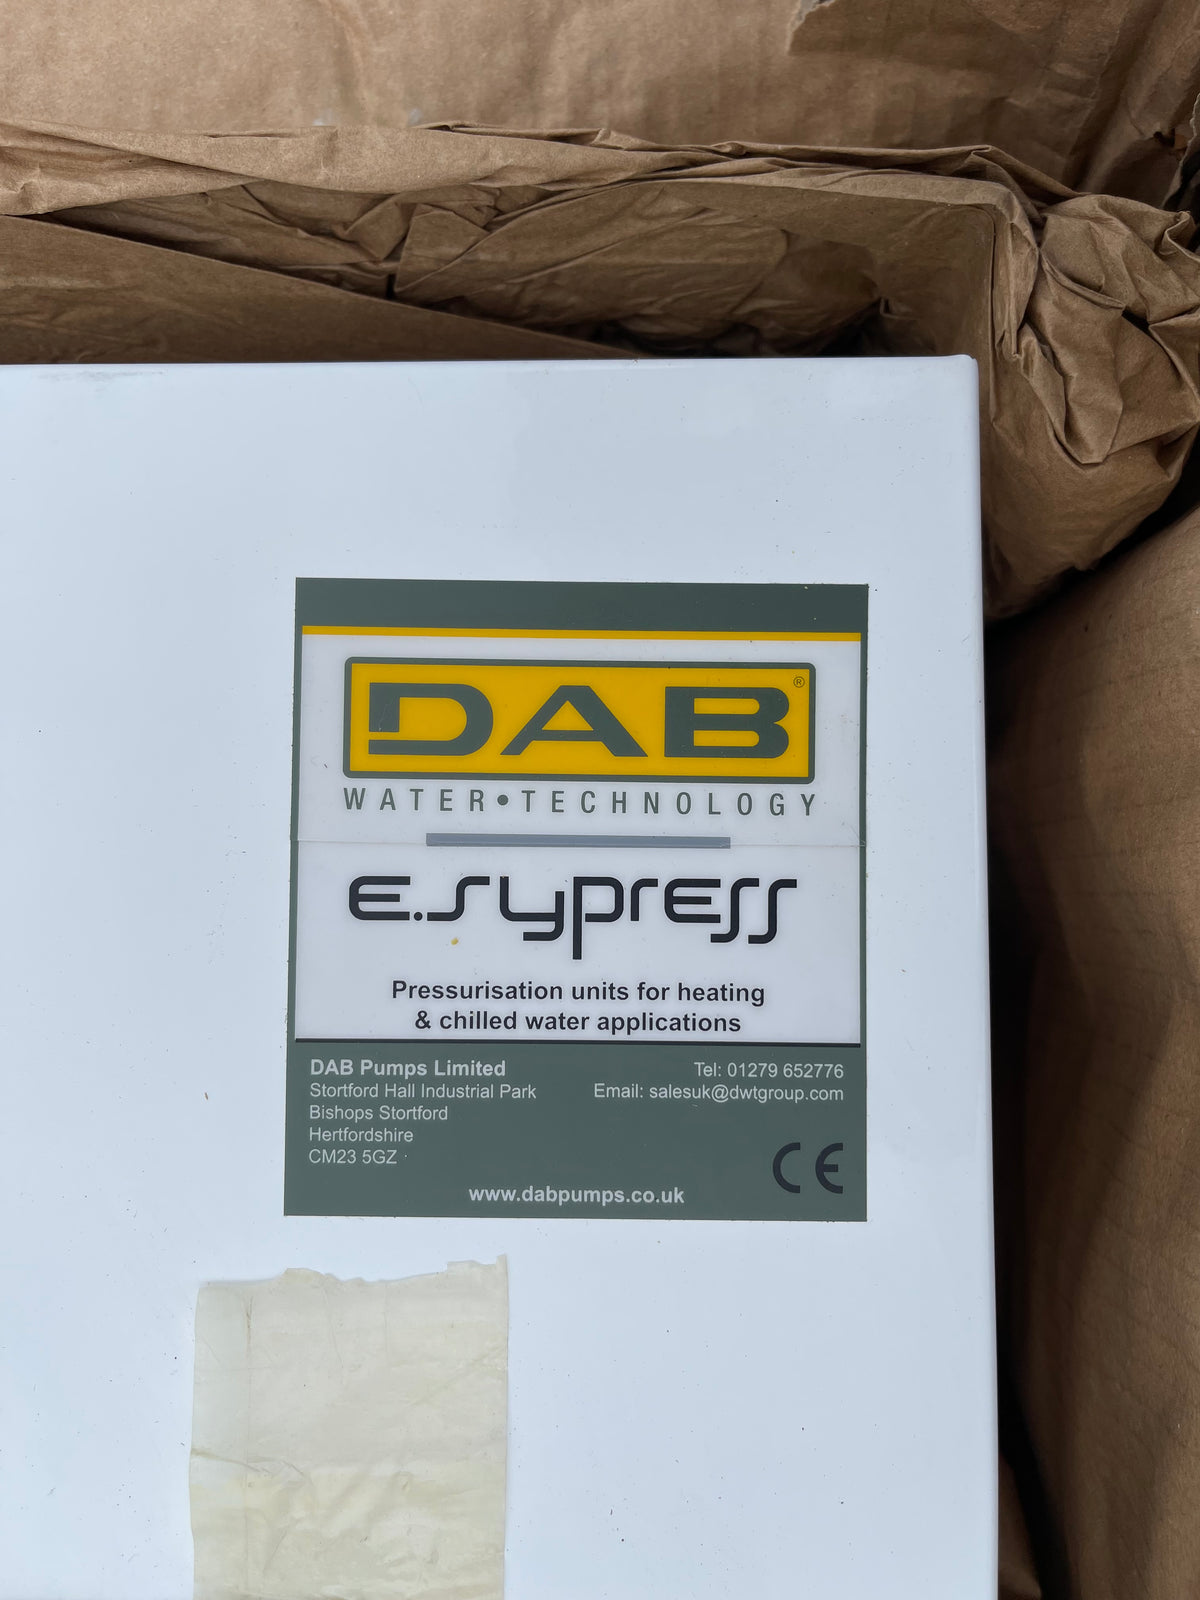 DAB®
WATER•TECHNOLOGY
e.sypress
Pressurisation units for heating
& chilled water applications
DAB Pumps Limited
Stortford Hall Industrial Park
Bishops Stortford
Hertfordshire
CM23 5GZ
Tel: 01279 652776
Email: salesuk@dwtgroup.com
CE
www.dabpumps.co.uk